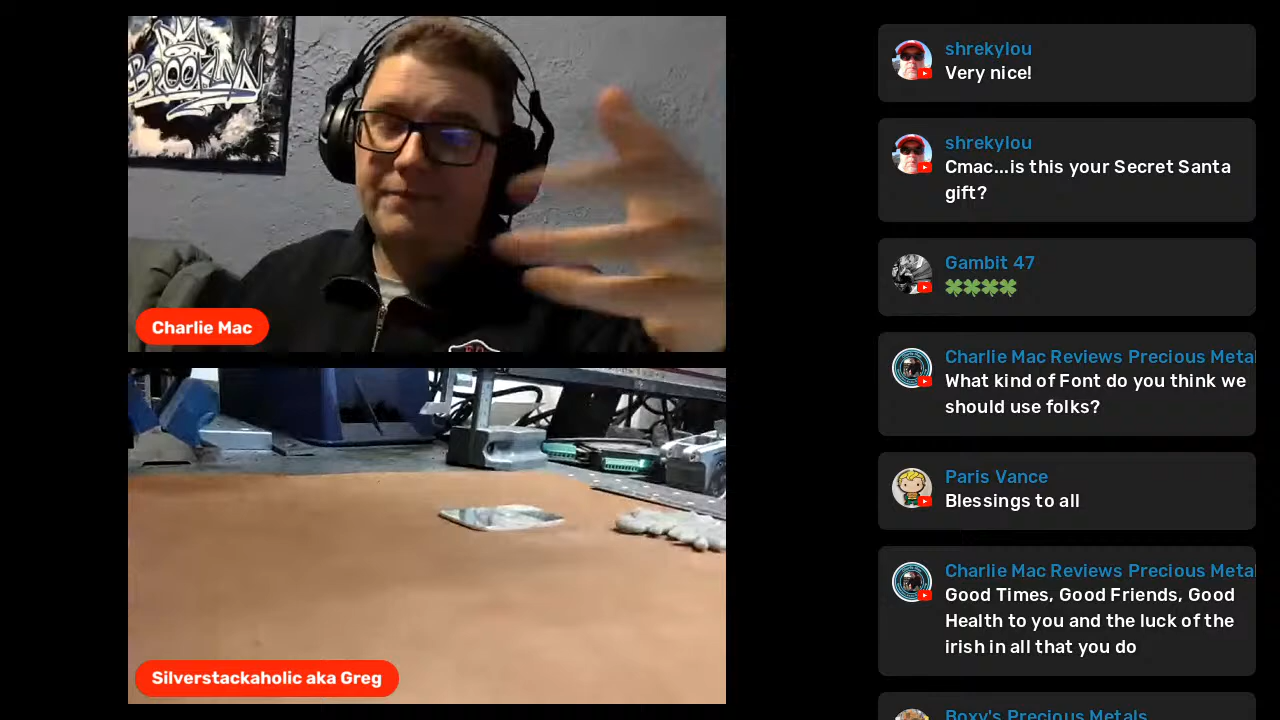 BROOKLYN
Charlie Mac
Silverstackaholic aka Greg
shrekylou
Very nice!
shrekylou
Cmac...is this your Secret Santa
gift?
Gambit 47
Charlie Mac Reviews Precious Metal
What kind of Font do you think we
should use folks?
Paris Vance
Blessings to all
Charlie Mac Reviews Precious Metal
Good Times, Good Friends, Good
Health to you and the luck of the
irish in all that you do
Boxy's Precious Metals